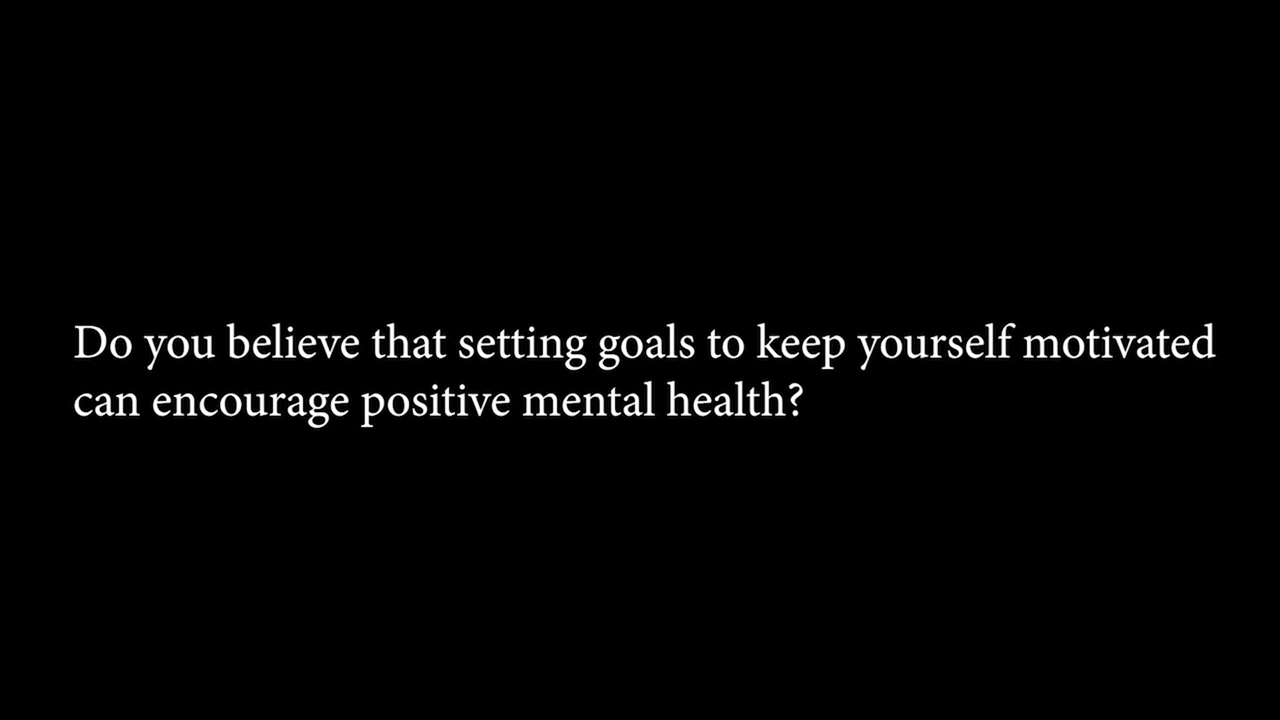 Do you believe that setting goals to keep yourself motivated
can encourage positive mental health?